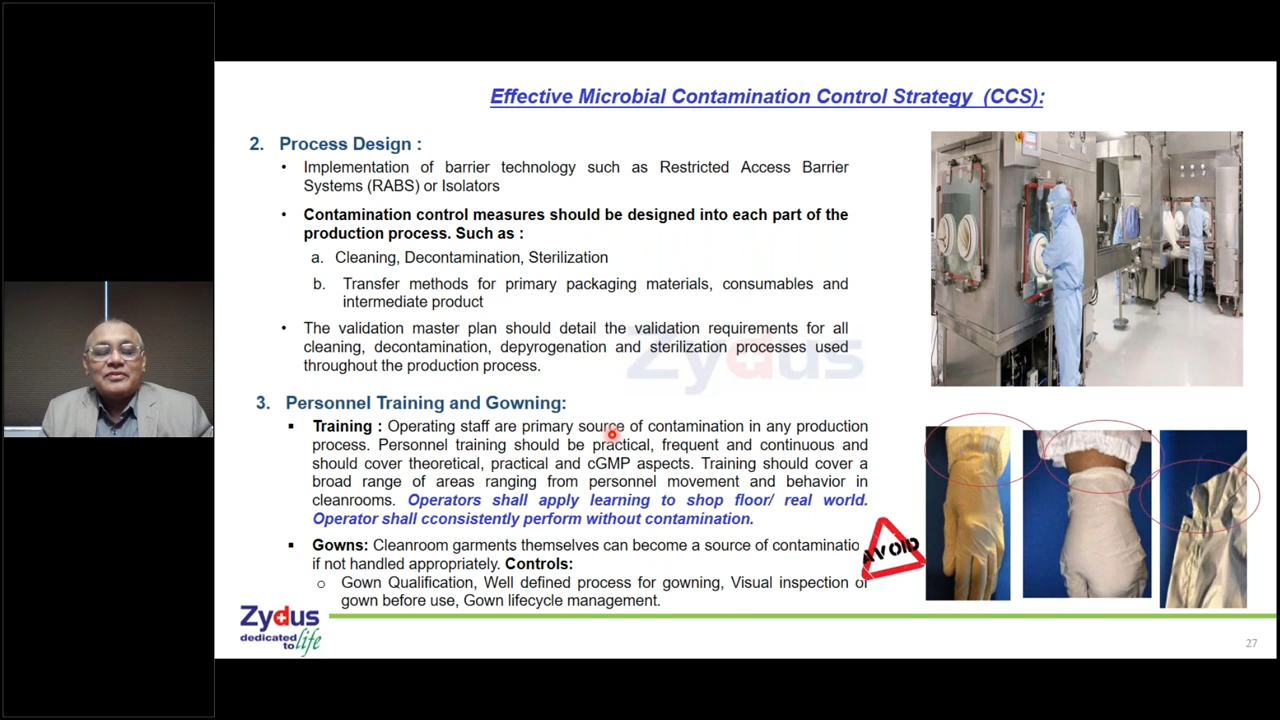 Effective Microbial Contamination Control Strategy (CCS):
2. Process Design :
• Implementation of barrier technology such as Restricted Access Barrier
Systems (RABS) or Isolators
• Contamination control measures should be designed into each part of the
production process. Such as :
a. Cleaning, Decontamination, Sterilization
b. Transfer methods for primary packaging materials, consumables and
intermediate product
• The validation master plan should detail the validation requirements for all
cleaning, decontamination, depyrogenation and sterilization processes used
throughout the production process.
Zydus
3. Personnel Training and Gowning:
▪ Training : Operating staff are primary source of contamination in any production
process. Personnel training should be practical, frequent and continuous and
should cover theoretical, practical and cGMP aspects. Training should cover a
broad range of areas ranging from personnel movement and behavior in
cleanrooms. Operators shall apply learning to shop floor/ real world.
Operator shall cconsistently perform without contamination.
▪ Gowns: Cleanroom garments themselves can become a source of contaminatio
if not handled appropriately. Controls:
o Gown Qualification, Well defined process for gowning, Visual inspection of
gown before use, Gown lifecycle management.
AVOID
Zydus
dedicated
to life
27